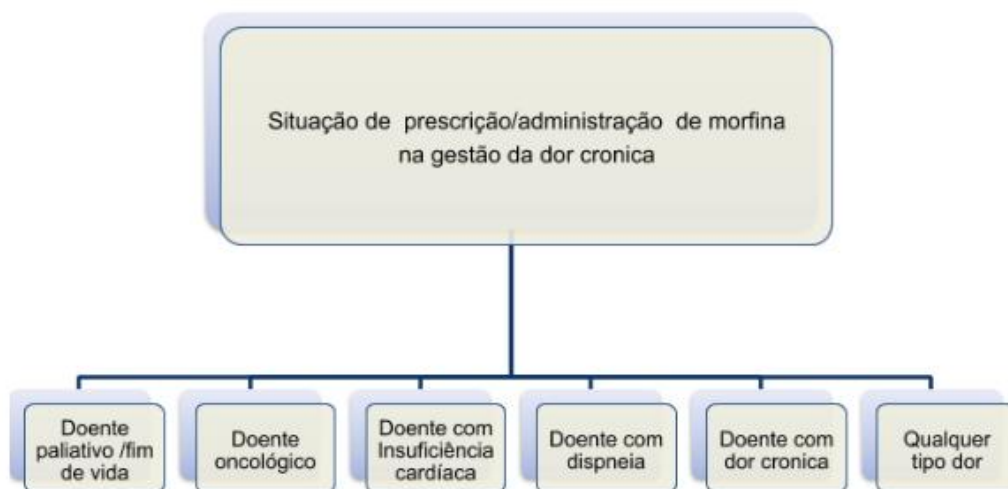 Situação de prescrição/administração de morfina
na gestão da dor cronica
Doente
paliativo /fim
de vida
Doente
oncológico
Doente com
Insuficiência
cardíaca
Doente com
dispneia
Doente com
dor cronica
Qualquer
tipo dor